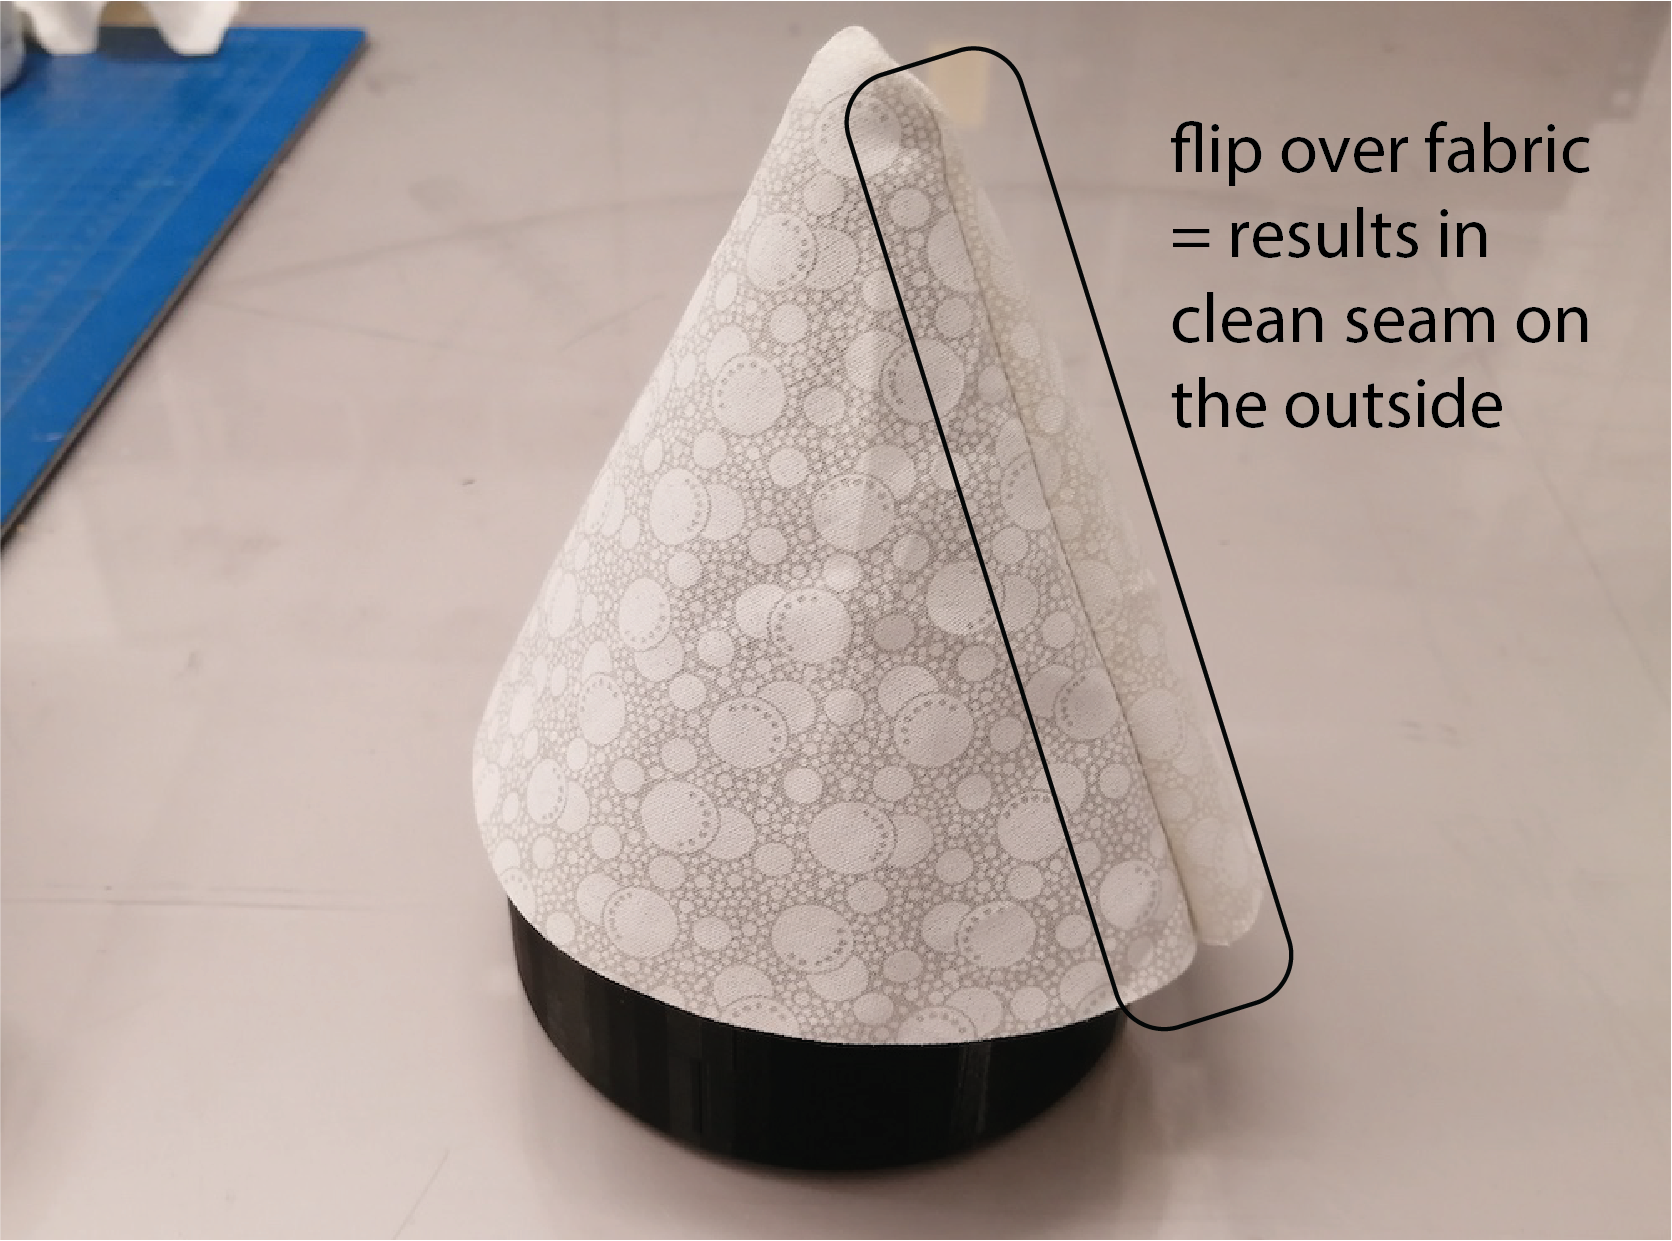 flip over fabric
= results in
clean seam on
the outside